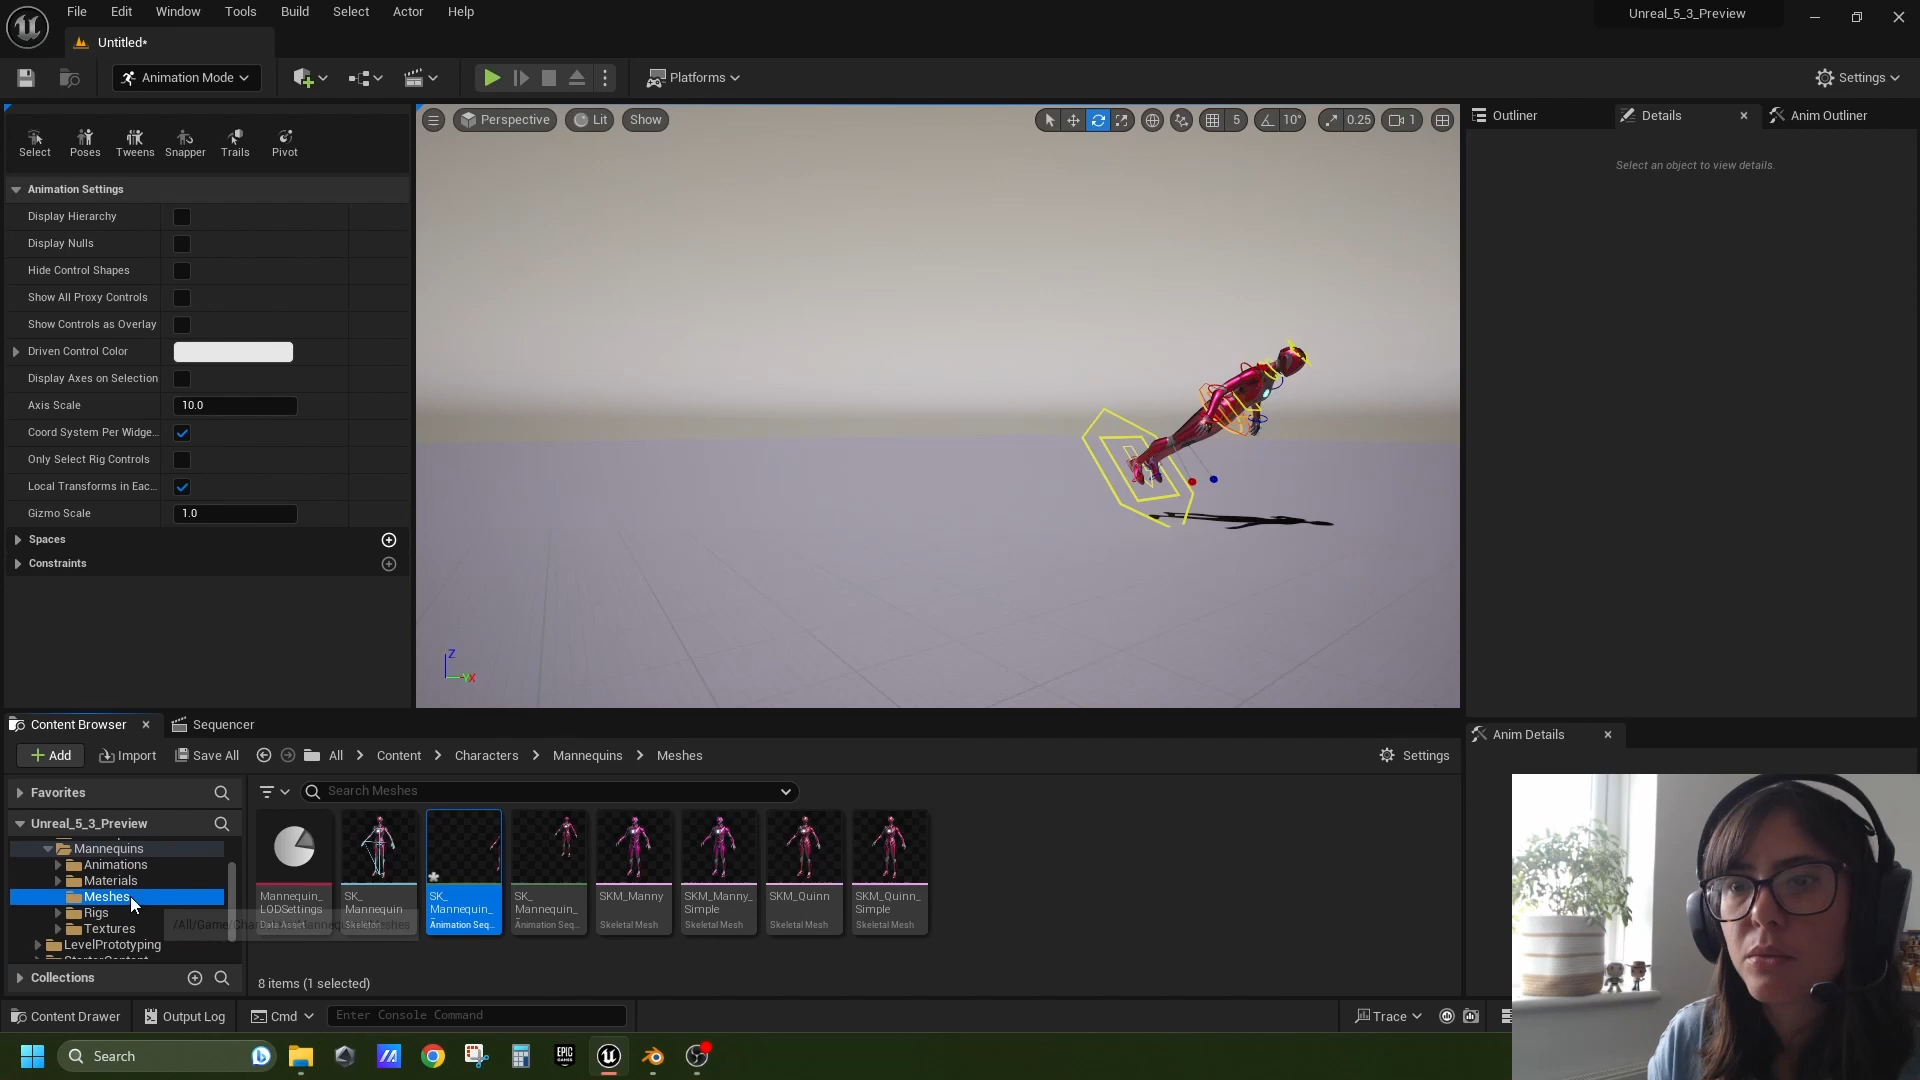 File Edit Window Tools Build Select Actor Help
Unreal_5_3_Preview
Untitled*
Animation Mode
Platforms
Settings
Select Poses Tweens Snapper Trails Pivot
Perspective Lit Show
5 10° 0.25 1
Outliner Details Anim Outliner
Select an object to view details.
Animation Settings
Display Hierarchy
Display Nulls
Hide Control Shapes
Show All Proxy Controls
Show Controls as Overlay
Driven Control Color
Display Axes on Selection
Axis Scale 10.0
Coord System Per Widge...
Only Select Rig Controls
Local Transforms in Eac...
Gizmo Scale 1.0
Spaces
Constraints
Z
X
Content Browser Sequencer
Anim Details
Add Import Save All All Content Characters Mannequins Meshes Settings
Favorites
Search Meshes
Unreal_5_3_Preview
Mannequins
Animations
Materials
Meshes
Rigs
Textures
LevelPrototyping
Mannequin_
LODSettings
Data Asset
SK_
Mannequin
Skeleton
SK_
Mannequin_
Animation Seq...
SK_
Mannequin_
Animation Seq...
SKM_Manny
Skeletal Mesh
SKM_Manny_
Simple
Skeletal Mesh
SKM_Quinn
Skeletal Mesh
SKM_Quinn_
Simple
Skeletal Mesh
Collections
8 items (1 selected)
Content Drawer Output Log Cmd Enter Console Command
Trace
Search
EPIC
GAMES